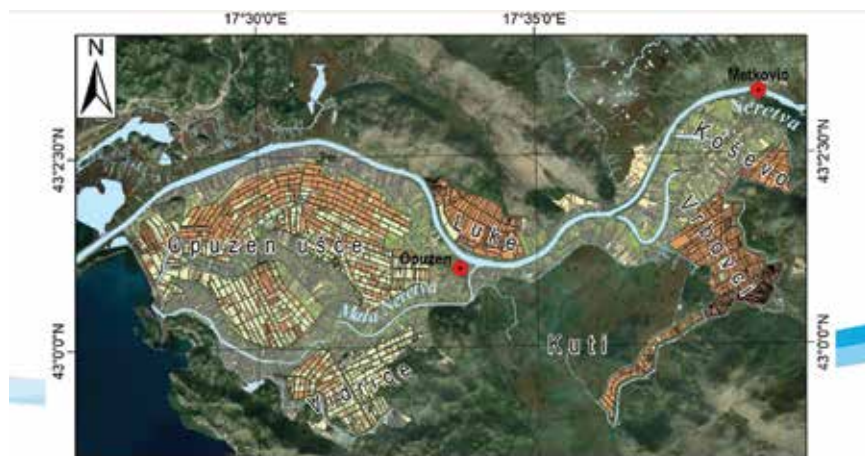 17°30'0"E 17°35'0"E
N
Metković
Neretva
Koševo
43°2'30"N 43°2'30"N
Luke
Vrbovci
Opuzen ušće
Opuzen
Mala Neretva
Kuti
43°0'0"N 43°0'0"N
Vidrice